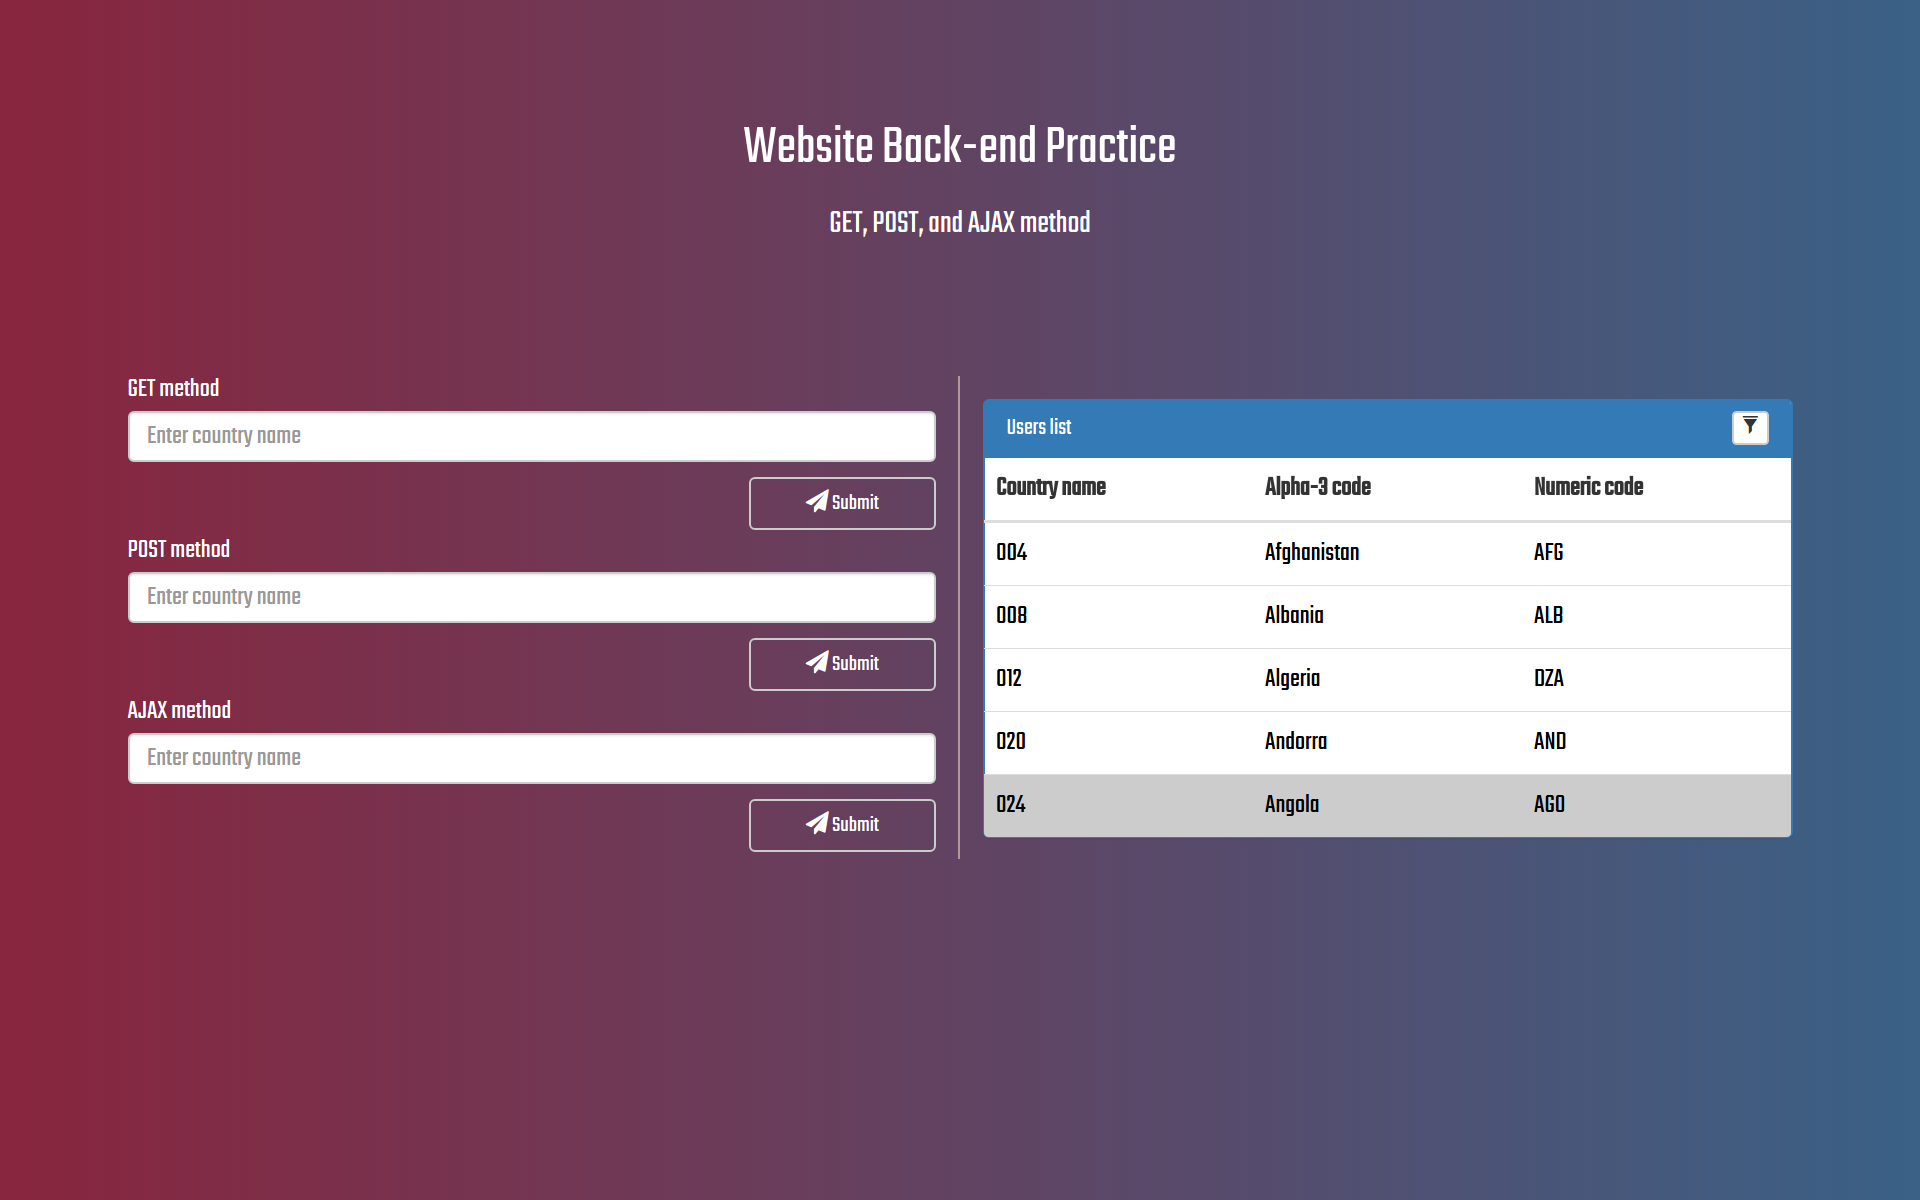 Website Back-end Practice
GET, POST, and AJAX method
GET method
Enter country name
Submit
POST method
Enter country name
Submit
AJAX method
Enter country name
Submit
Users list
Country name Alpha-3 code Numeric code
004 Afghanistan AFG
008 Albania ALB
012 Algeria DZA
020 Andorra AND
024 Angola AGO